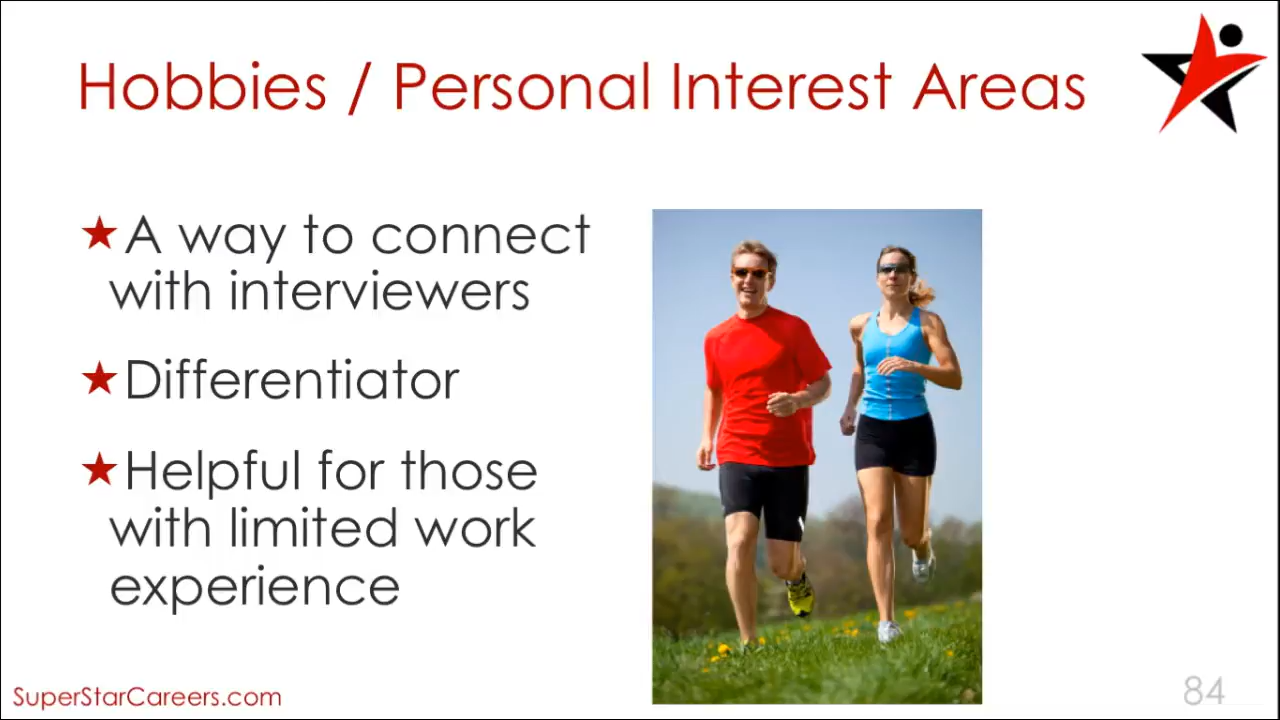 Hobbies / Personal Interest Areas
A way to connect
with interviewers
Differentiator
Helpful for those
with limited work
experience
SuperStarCareers.com
84